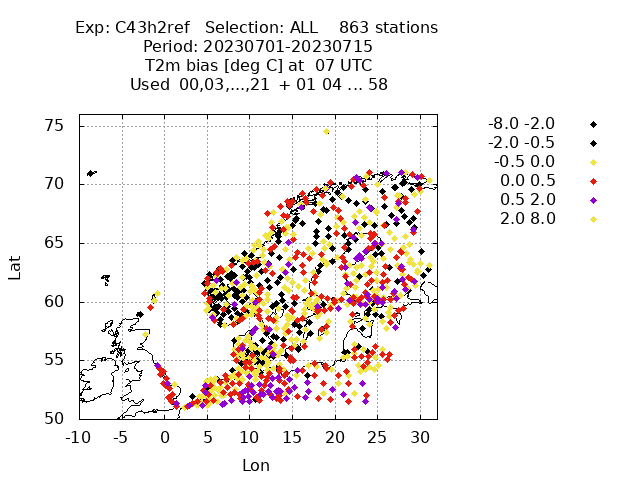 Exp: C43h2ref   Selection: ALL    863 stations
Period: 20230701-20230715
T2m bias [deg C] at  07 UTC
Used  00,03,...,21  + 01 04 ... 58
75
70
65
60
55
50
-10 -5 0 5 10 15 20 25 30
Lat
Lon
-8.0 -2.0
-2.0 -0.5
-0.5 0.0
0.0 0.5
0.5 2.0
2.0 8.0